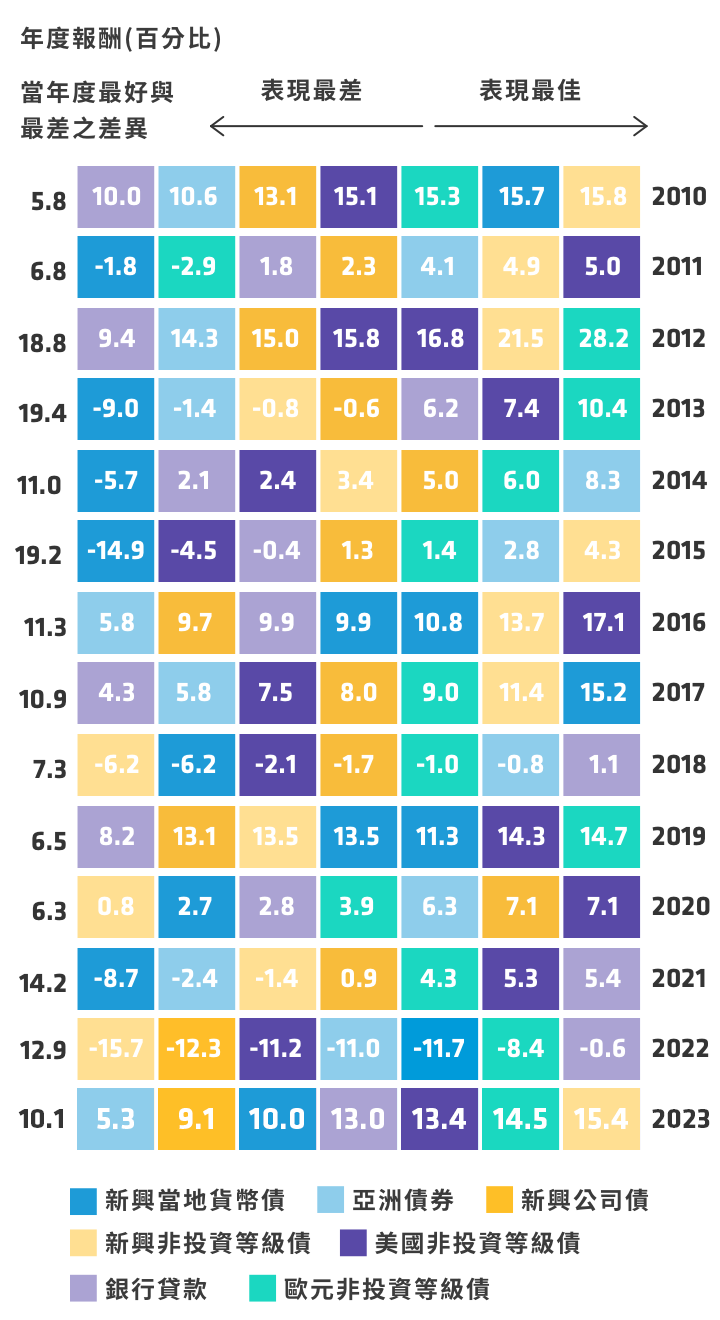 年度報酬(百分比)
當年度最好與 表現最差 表現最佳
最差之差異
5.8 10.0 10.6 13.1 15.1 15.3 15.7 15.8 2010
6.8 -1.8 -2.9 1.8 2.3 4.1 4.9 5.0 2011
18.8 9.4 14.3 15.0 15.8 16.8 21.5 28.2 2012
19.4 -9.0 -1.4 -0.8 -0.6 6.2 7.4 10.4 2013
11.0 -5.7 2.1 2.4 3.4 5.0 6.0 8.3 2014
19.2 -14.9 -4.5 -0.4 1.3 1.4 2.8 4.3 2015
11.3 5.8 9.7 9.9 9.9 10.8 13.7 17.1 2016
10.9 4.3 5.8 7.5 8.0 9.0 11.4 15.2 2017
7.3 -6.2 -6.2 -2.1 -1.7 -1.0 -0.8 1.1 2018
6.5 8.2 13.1 13.5 13.5 11.3 14.3 14.7 2019
6.3 0.8 2.7 2.8 3.9 6.3 7.1 7.1 2020
14.2 -8.7 -2.4 -1.4 0.9 4.3 5.3 5.4 2021
12.9 -15.7 -12.3 -11.2 -11.0 -11.7 -8.4 -0.6 2022
10.1 5.3 9.1 10.0 13.0 13.4 14.5 15.4 2023
新興當地貨幣債 亞洲債券 新興公司債
新興非投資等級債 美國非投資等級債
銀行貸款 歐元非投資等級債